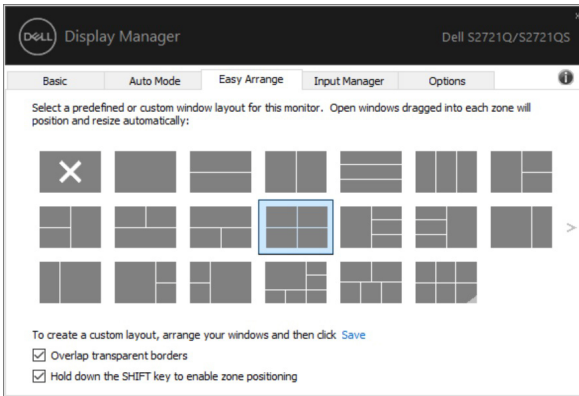 DELL Display Manager Dell S2721Q/S2721QS
Basic Auto Mode Easy Arrange Input Manager Options
Select a predefined or custom window layout for this monitor. Open windows dragged into each zone will
position and resize automatically:
To create a custom layout, arrange your windows and then click Save
Overlap transparent borders
Hold down the SHIFT key to enable zone positioning